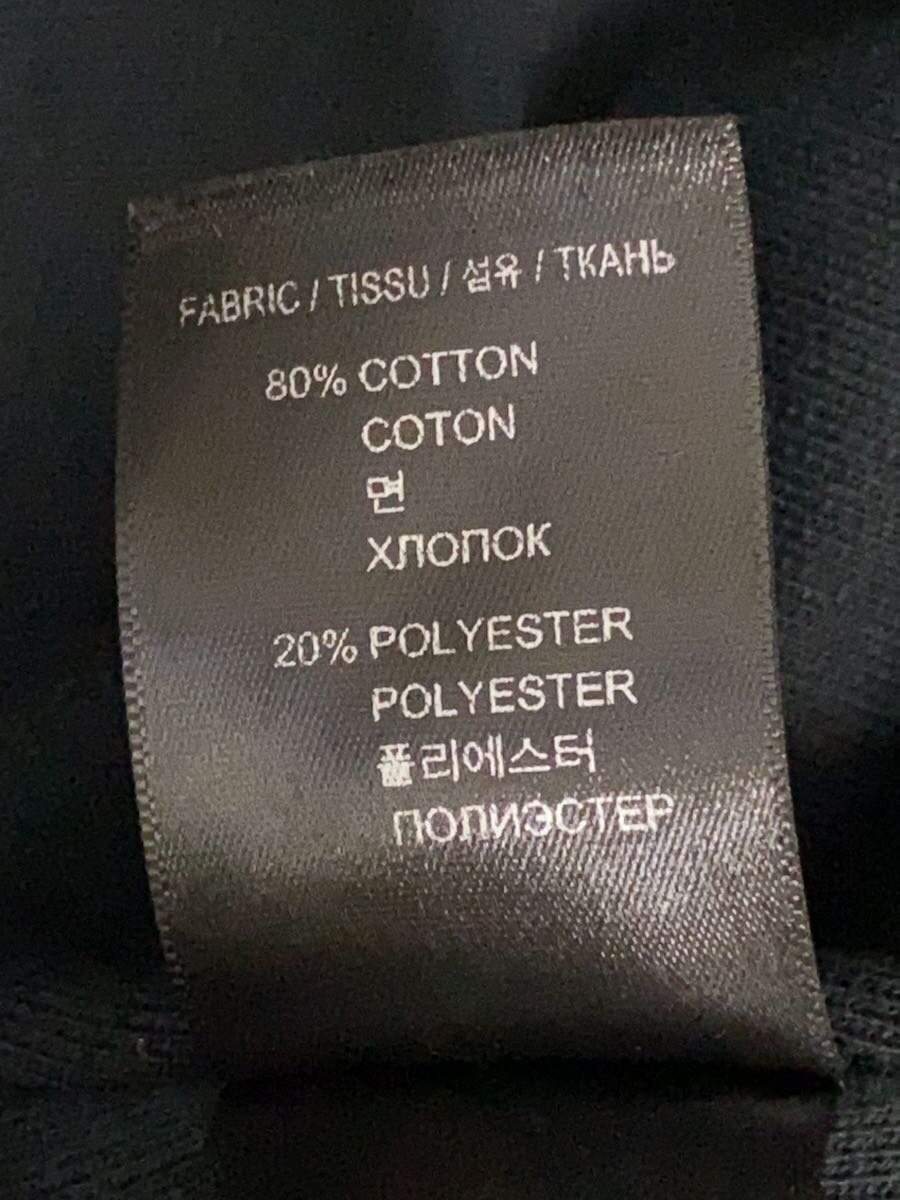 FABRIC / TISSU / 섬유 / ТКАНЬ
80% COTTON
COTON
면
ХЛОПОК
20% POLYESTER
POLYESTER
폴리에스터
ПОЛИЭСТЕР